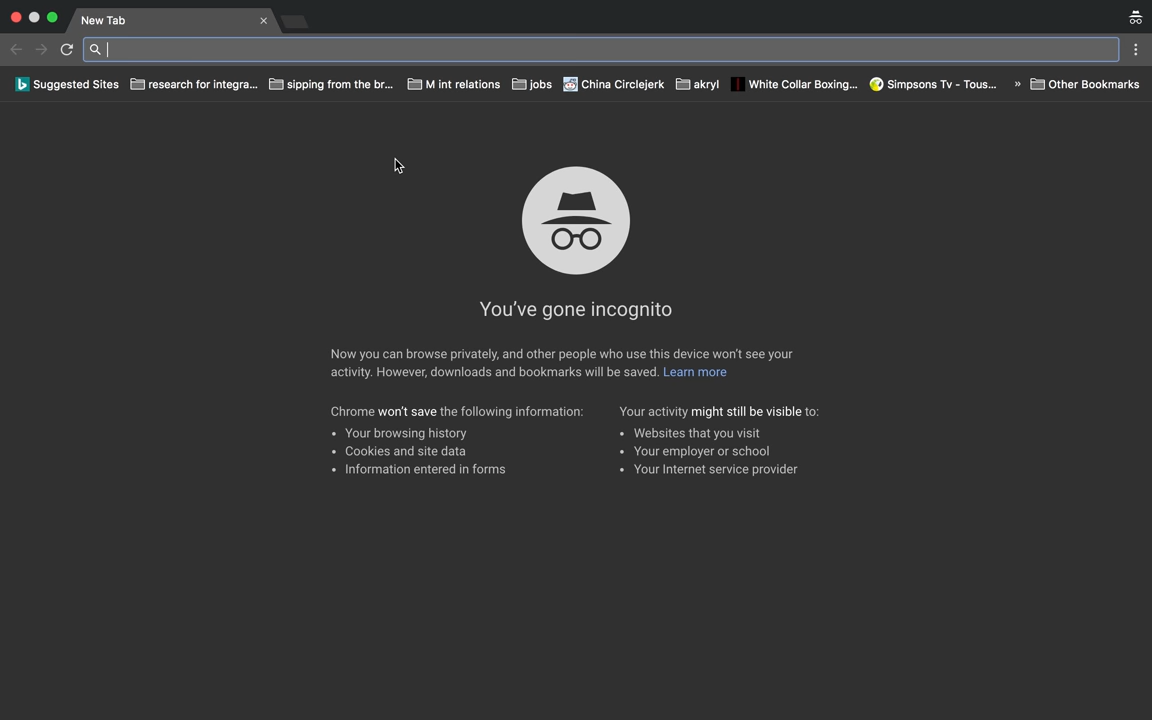 New Tab
Suggested Sites research for integra... sipping from the br... M int relations jobs China Circlejerk akryl White Collar Boxing... Simpsons Tv - Tous... » Other Bookmarks
You've gone incognito
Now you can browse privately, and other people who use this device won't see your
activity. However, downloads and bookmarks will be saved. Learn more
Chrome won't save the following information:
• Your browsing history
• Cookies and site data
• Information entered in forms
Your activity might still be visible to:
• Websites that you visit
• Your employer or school
• Your Internet service provider